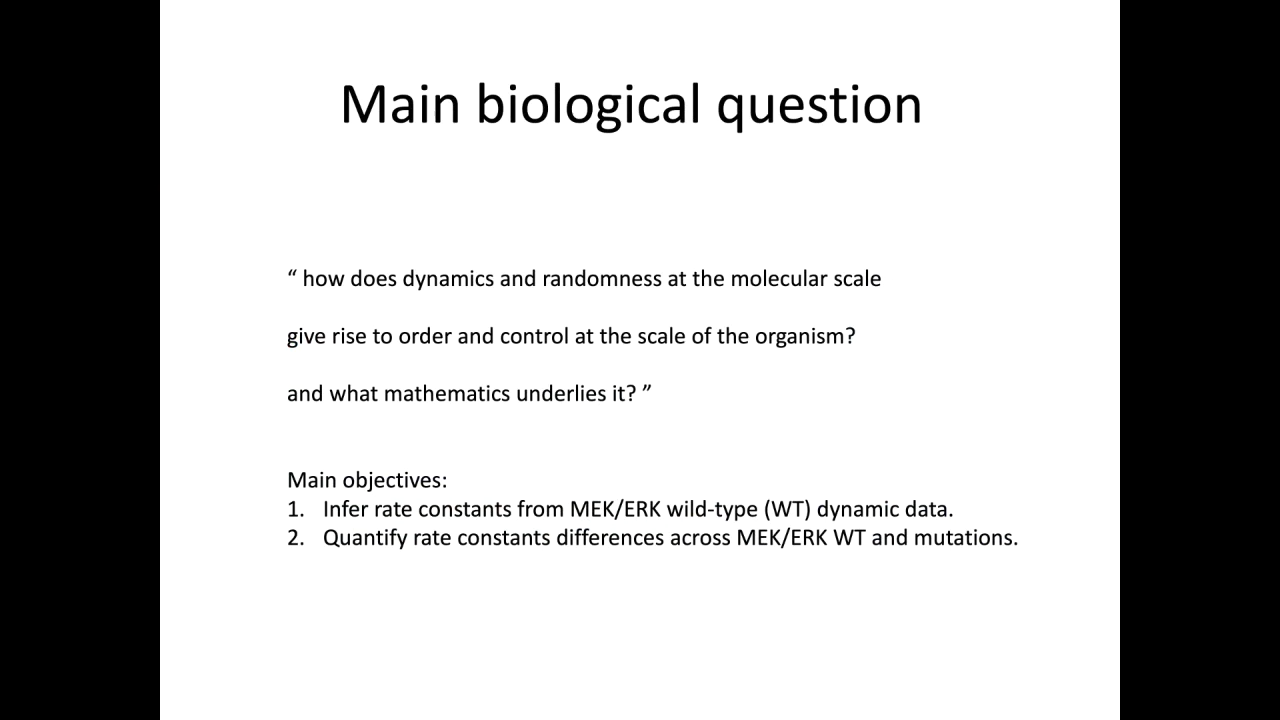 Main biological question
“ how does dynamics and randomness at the molecular scale
give rise to order and control at the scale of the organism?
and what mathematics underlies it? ”
Main objectives:
1. Infer rate constants from MEK/ERK wild-type (WT) dynamic data.
2. Quantify rate constants differences across MEK/ERK WT and mutations.